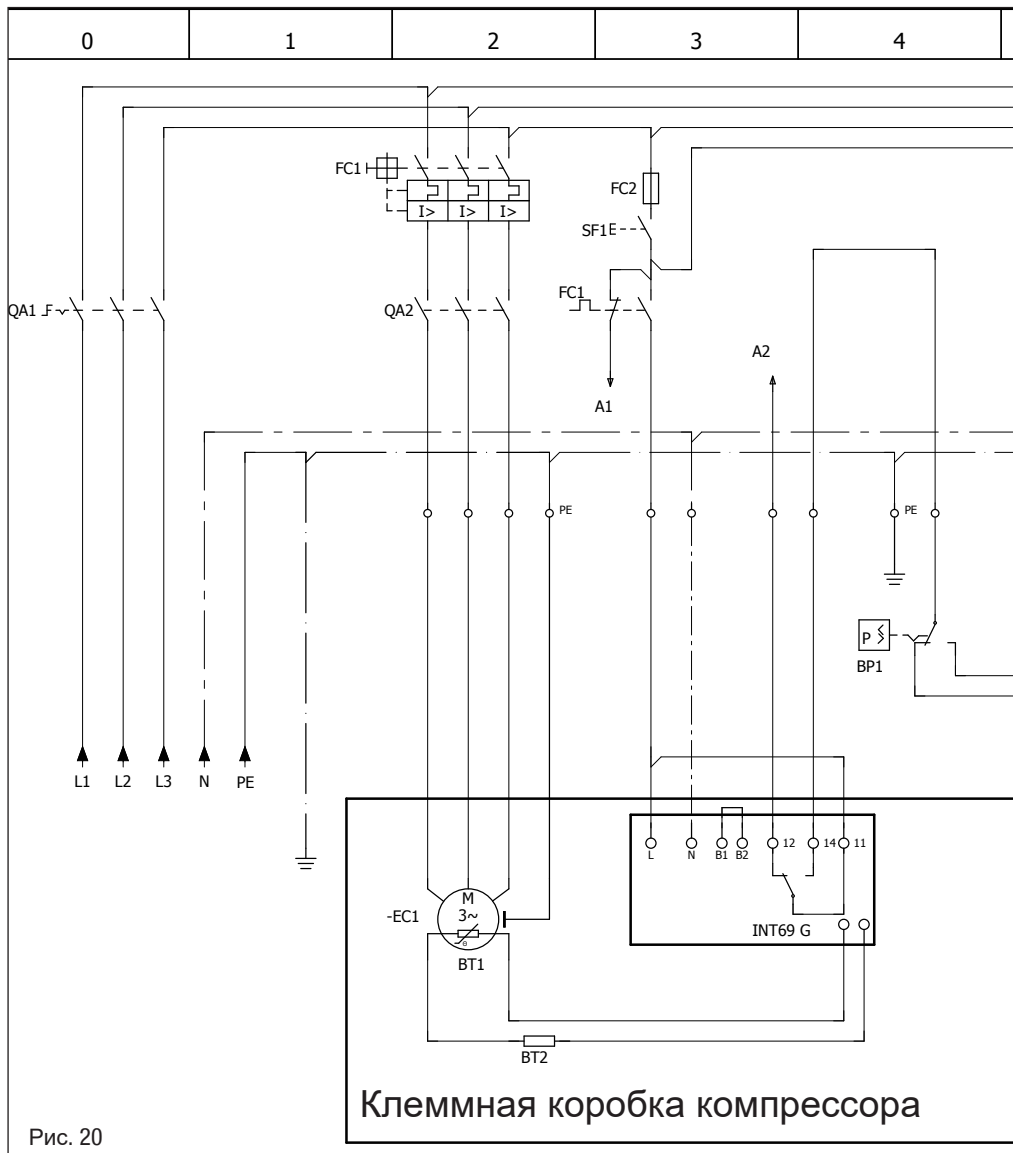 0 1 2 3 4
FC1
I> I> I>
FC2
SF1E
QA1
QA2
FC1
A1
A2
PE
PE
P
BP1
L1 L2 L3 N PE
L N B1 B2 12 14 11
INT69 G
-EC1
M
3~
θ
BT1
BT2
Клеммная коробка компрессора
Рис. 20